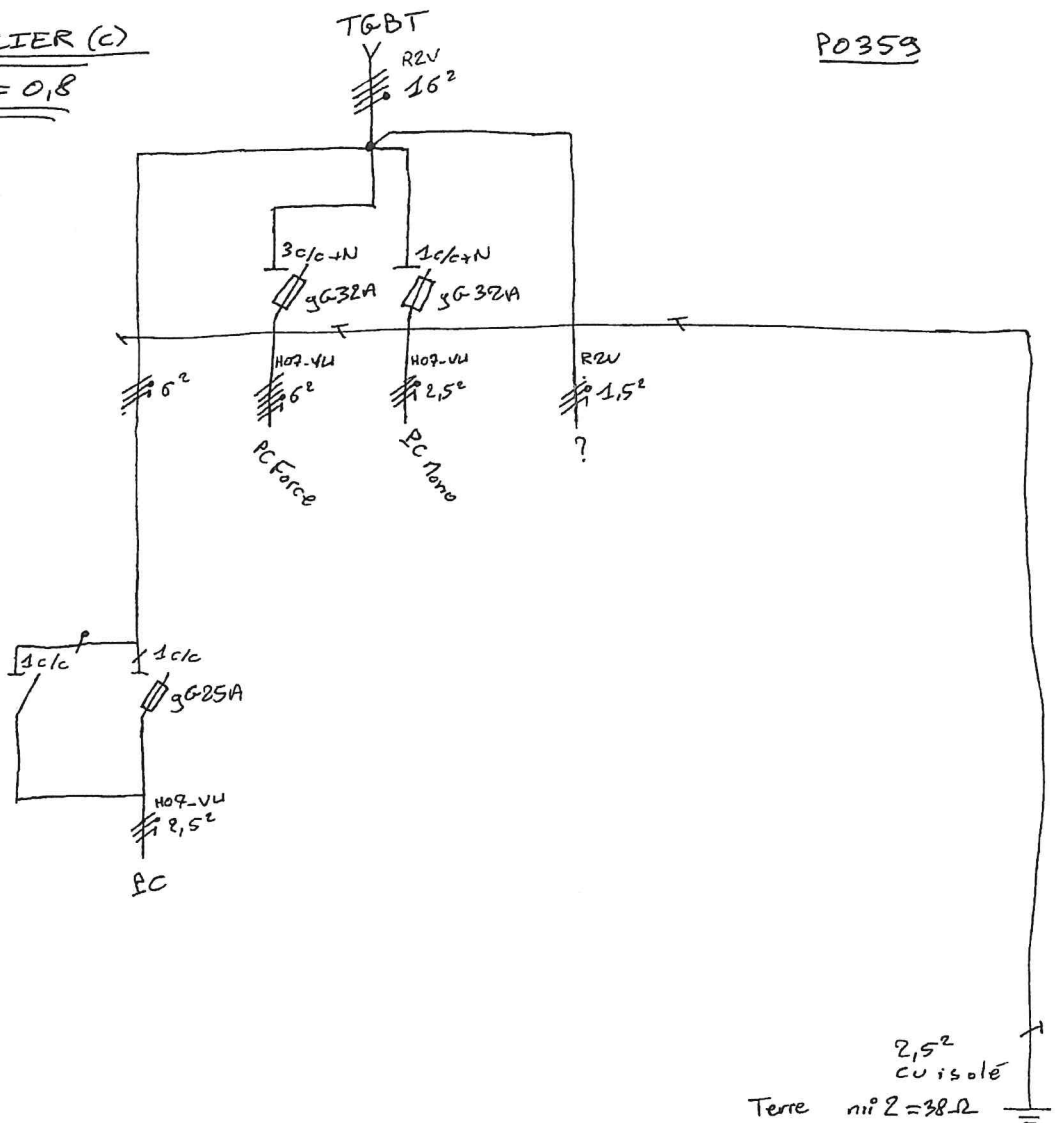 LIER (C)
= 0,8
TGBT
R2V
16²
P0359
3c/c+N
gG32A
1c/c+N
gG32A
6²
H07-VU
6²
PC Force
H07-VU
2,5²
PC Mono
R2V
1,5²
?
1c/c
1c/c
gG25A
H07-VU
2,5²
PC
2,5²
cu isolé
Terre Z=38Ω